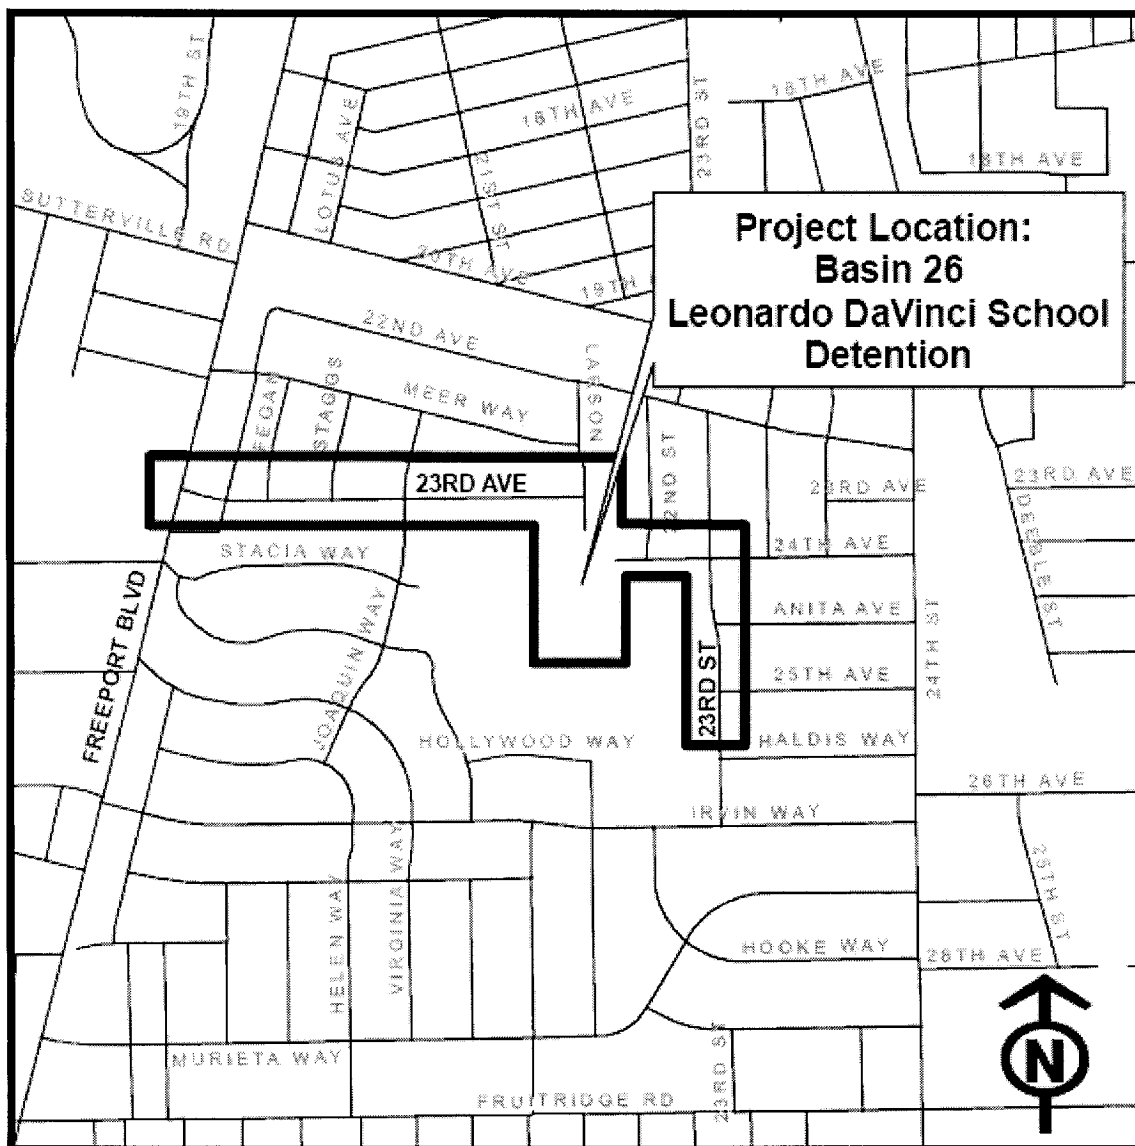 19TH ST
LOTUS AVE
16TH AVE
21ST ST
23RD ST
18TH AVE
18TH AVE
SUTTERVILLE RD
20TH AVE
19TH
Project Location:
Basin 26
Leonardo DaVinci School
Detention
22ND AVE
LARSON
FEGAN
STAGGS
MEER WAY
22ND ST
23RD AVE
23RD AVE
23RD AVE
DEEBLE ST
STACIA WAY
24TH AVE
FREEPORT BLVD
JOAQUIN WAY
ANITA AVE
24TH ST
23RD ST
25TH AVE
HOLLYWOOD WAY
HALDIS WAY
26TH AVE
IRVIN WAY
25TH ST
HELEN WAY
VIRGINIA WAY
HOOKE WAY
28TH AVE
MURIETA WAY
23RD ST
FRUITRIDGE RD
N